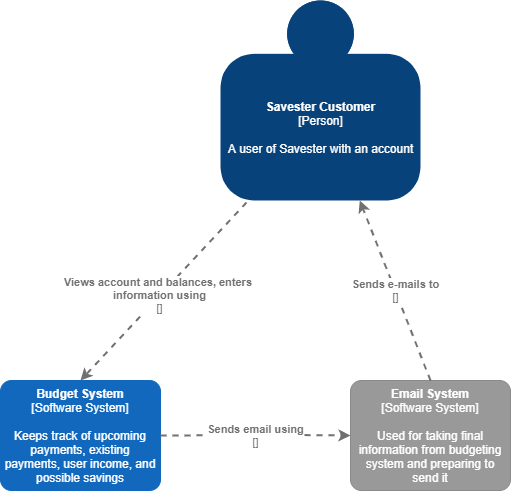 Savester Customer
[Person]
A user of Savester with an account
Views account and balances, enters
information using
[]
Sends e-mails to
[]
Budget System
[Software System]
Keeps track of upcoming
payments, existing
payments, user income, and
possible savings
Sends email using
[]
Email System
[Software System]
Used for taking final
information from budgeting
system and preparing to
send it